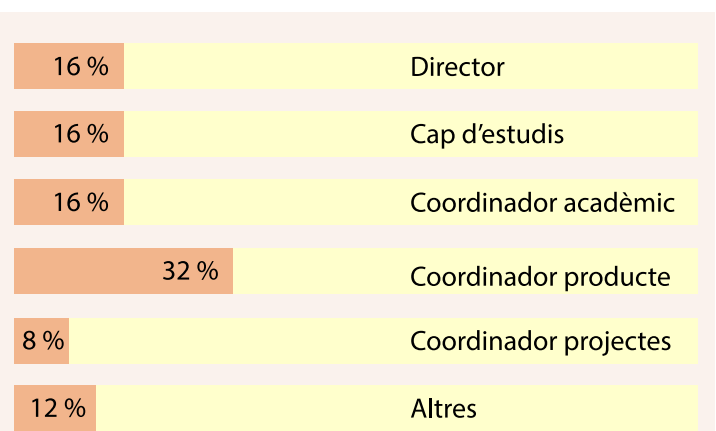 16 % Director
16 % Cap d'estudis
16 % Coordinador acadèmic
32 % Coordinador producte
8 % Coordinador projectes
12 % Altres